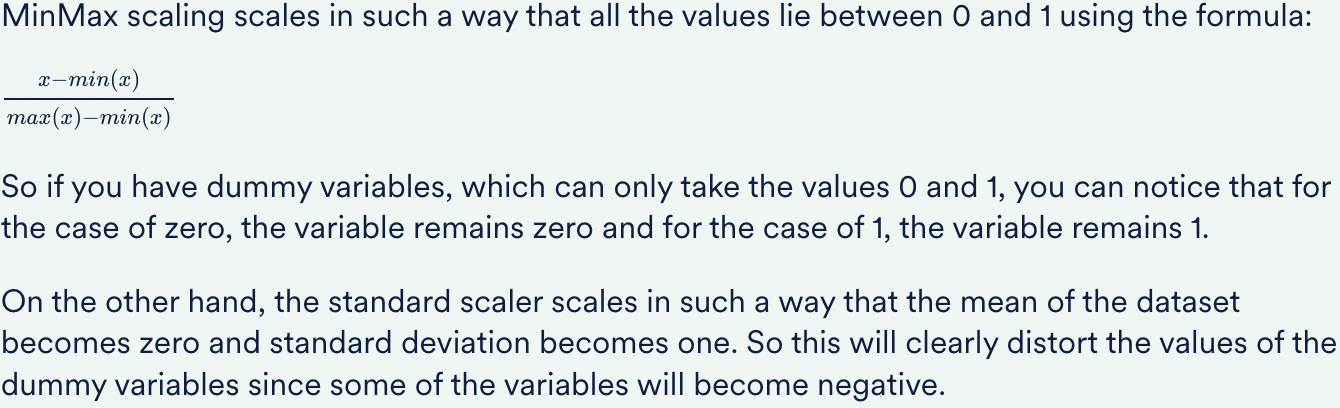 MinMax scaling scales in such a way that all the values lie between 0 and 1 using the formula:
x−min(x)
max(x)−min(x)
So if you have dummy variables, which can only take the values 0 and 1, you can notice that for
the case of zero, the variable remains zero and for the case of 1, the variable remains 1.
On the other hand, the standard scaler scales in such a way that the mean of the dataset
becomes zero and standard deviation becomes one. So this will clearly distort the values of the
dummy variables since some of the variables will become negative.